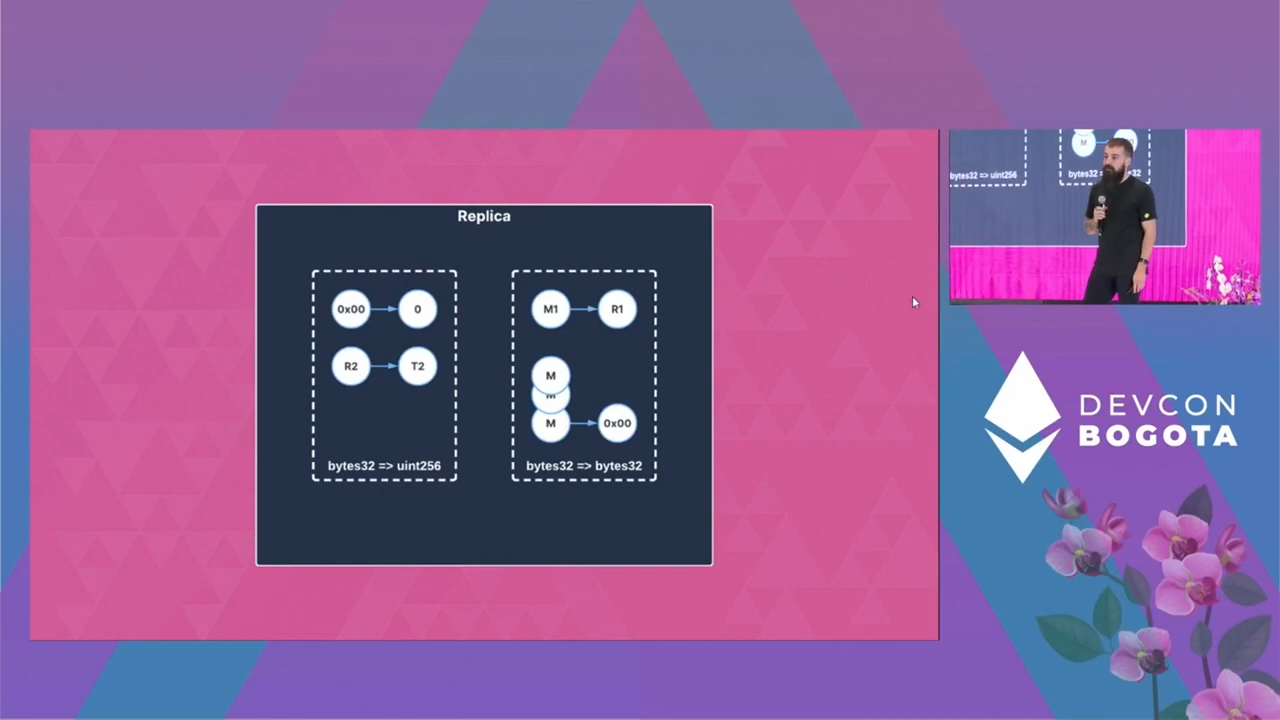 Replica
0x00 0
R2 T2
bytes32 => uint256
M1 R1
M
M
M 0x00
bytes32 => bytes32
M
bytes32 => uint256
DEVCON
BOGOTA